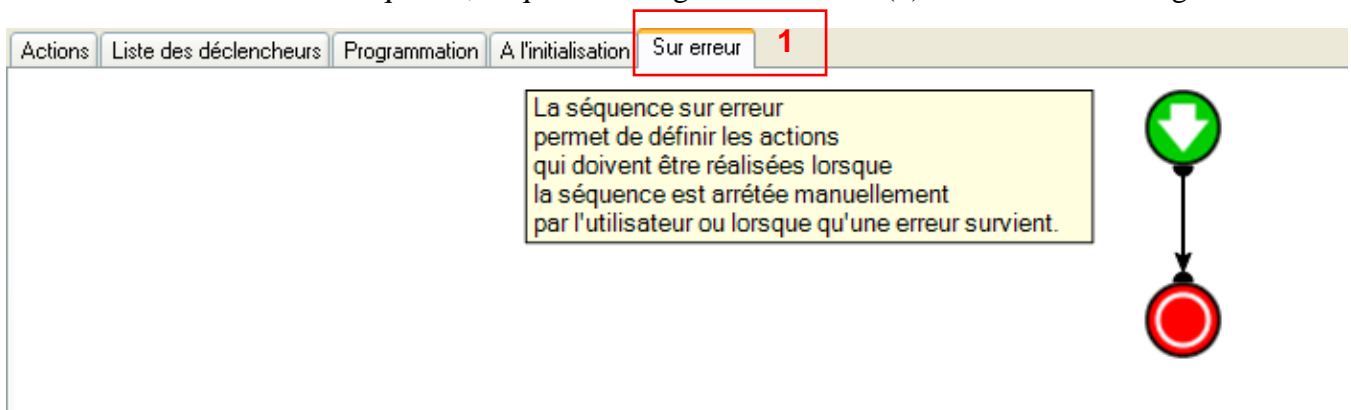 Actions Liste des déclencheurs Programmation A l'initialisation Sur erreur 1
La séquence sur erreur
permet de définir les actions
qui doivent être réalisées lorsque
la séquence est arrétée manuellement
par l'utilisateur ou lorsque qu'une erreur survient.